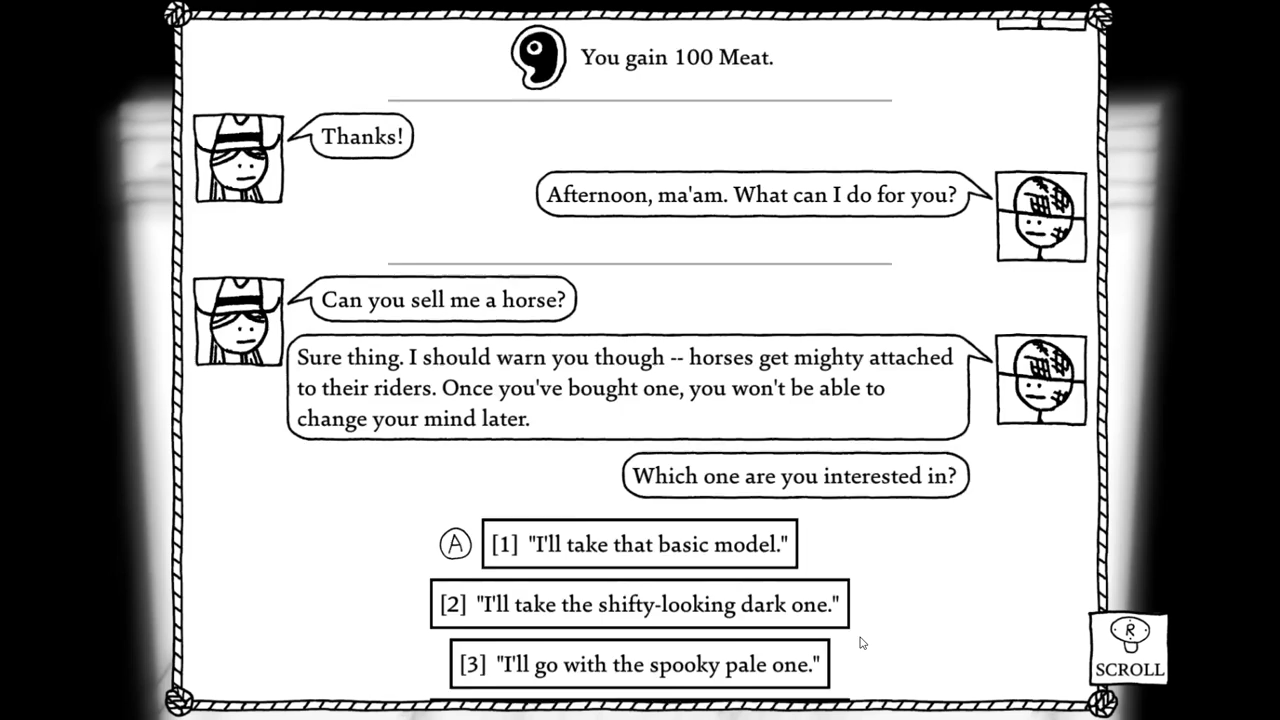 You gain 100 Meat.
Thanks!
Afternoon, ma'am. What can I do for you?
Can you sell me a horse?
Sure thing. I should warn you though -- horses get mighty attached
to their riders. Once you've bought one, you won't be able to
change your mind later.
Which one are you interested in?
A [1] "I'll take that basic model."
[2] "I'll take the shifty-looking dark one."
[3] "I'll go with the spooky pale one."
R
SCROLL